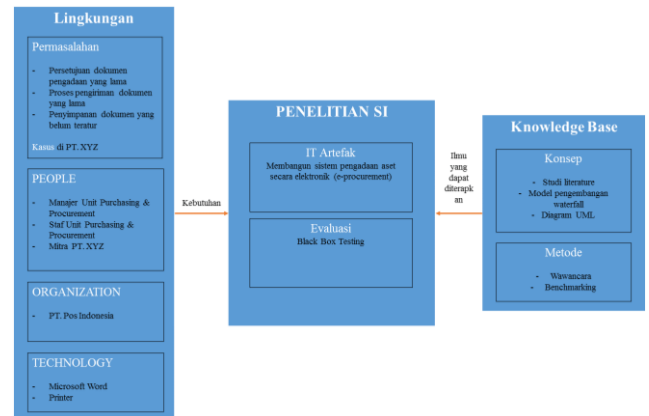 Lingkungan
Permasalahan
- Persetujuan dokumen
pengadaan yang lama
- Proses pengiriman dokumen
yang lama
- Penyimpanan dokumen yang
belum teratur
Kasus di PT. XYZ
PEOPLE
- Manajer Unit Purchasing &
Procurement
- Staf Unit Purchasing &
Procurement
- Mitra PT. XYZ
ORGANIZATION
- PT. Pos Indonesia
TECHNOLOGY
- Microsoft Word
- Printer
Kebutuhan
PENELITIAN SI
IT Artefak
Membangun sistem pengadaan aset
secara elektronik (e-procurement)
Evaluasi
Black Box Testing
Ilmu
yang
dapat
diterap
kan
Knowledge Base
Konsep
- Studi literature
- Model pengembangan
waterfall
- Diagram UML
Metode
- Wawancara
- Benchmarking